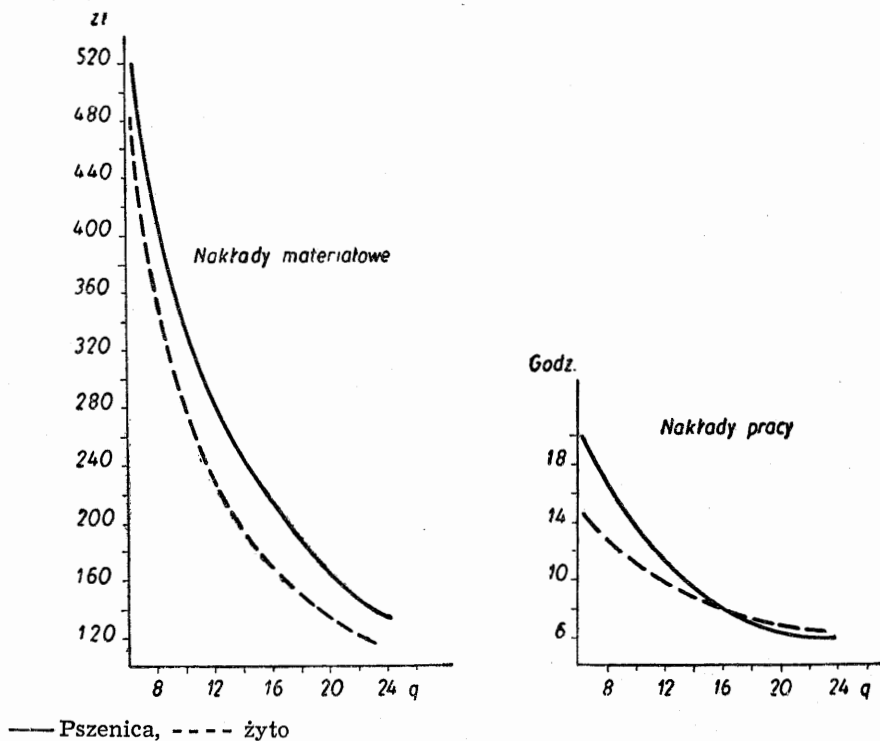 zł
520
480
440
400
360
320
280
240
200
160
120
Nakłady materiałowe
8 12 16 20 24 q
Godz.
18
14
10
6
Nakłady pracy
8 12 16 20 24 q
Pszenica, żyto